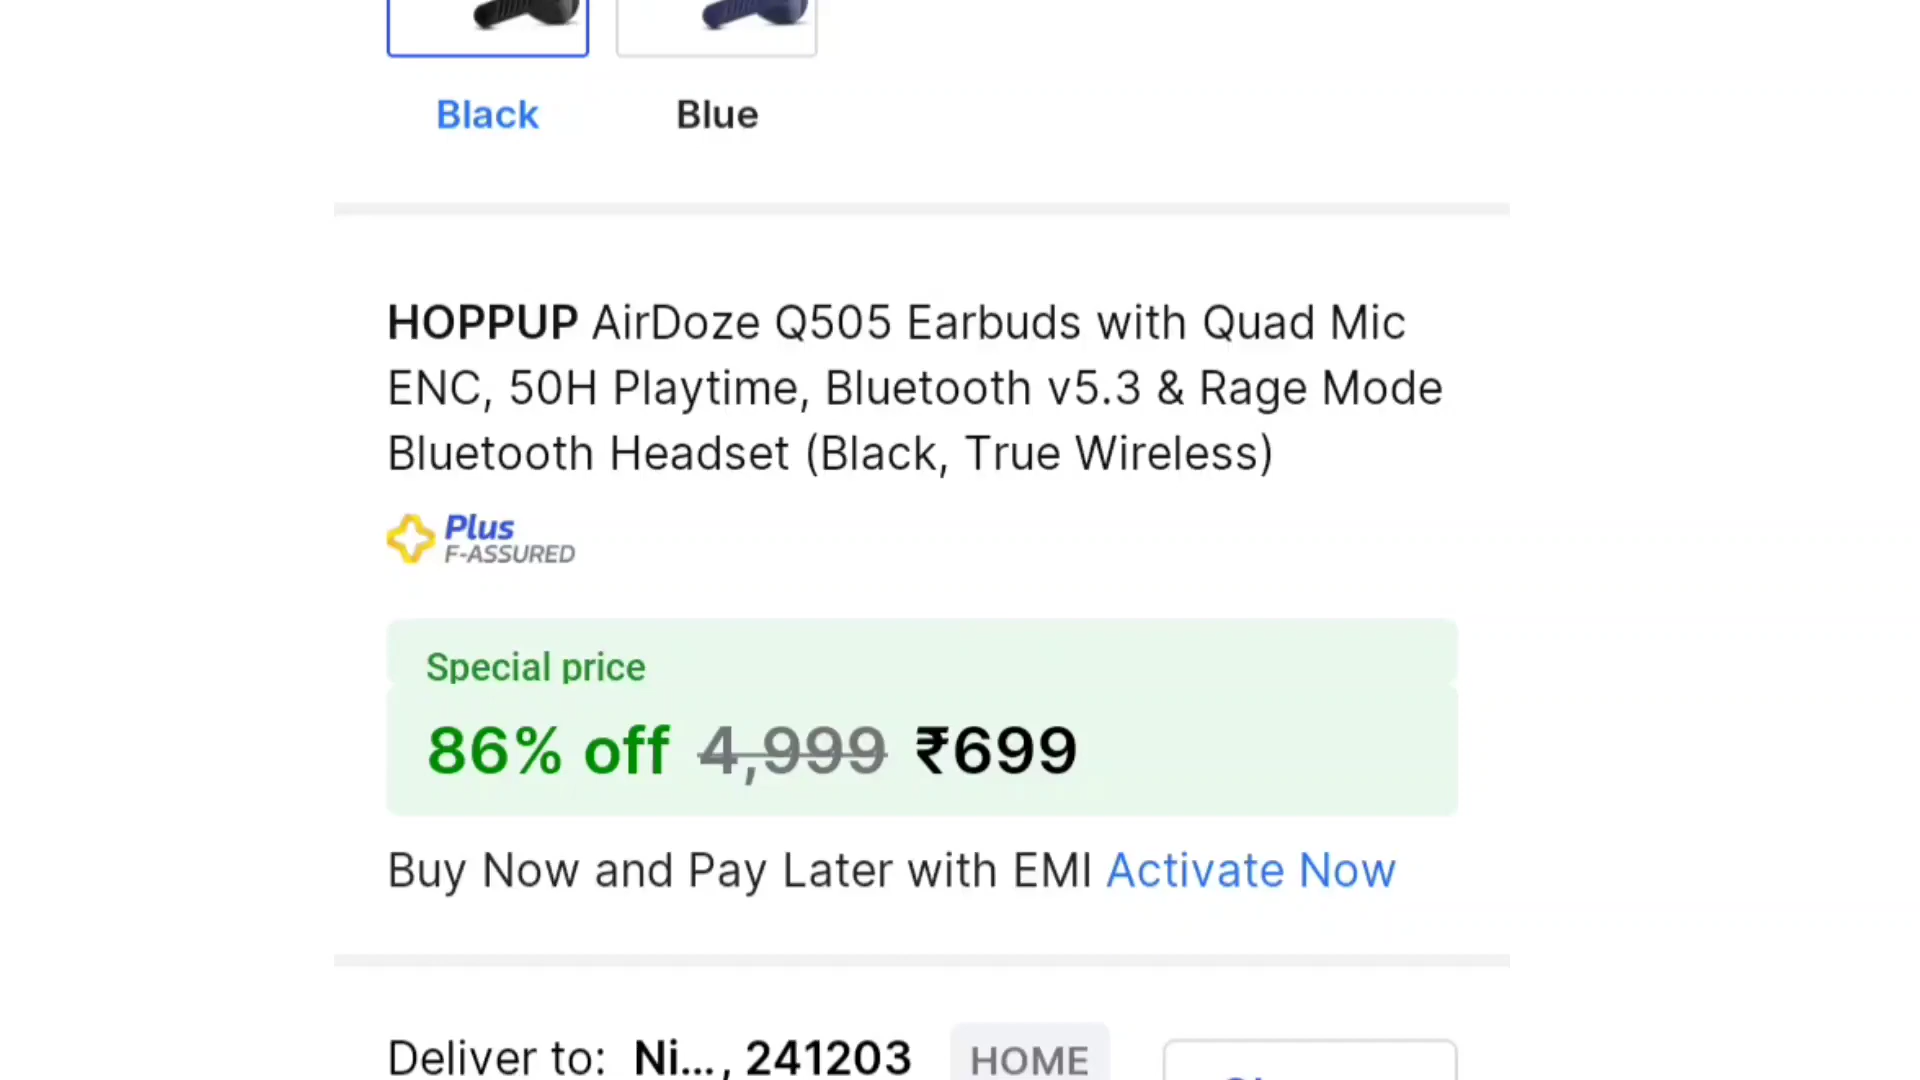 Black Blue
HOPPUP AirDoze Q505 Earbuds with Quad Mic
ENC, 50H Playtime, Bluetooth v5.3 & Rage Mode
Bluetooth Headset (Black, True Wireless)
Plus
F-ASSURED
Special price
86% off 4,999 ₹699
Buy Now and Pay Later with EMI Activate Now
Deliver to: Ni..., 241203 HOME